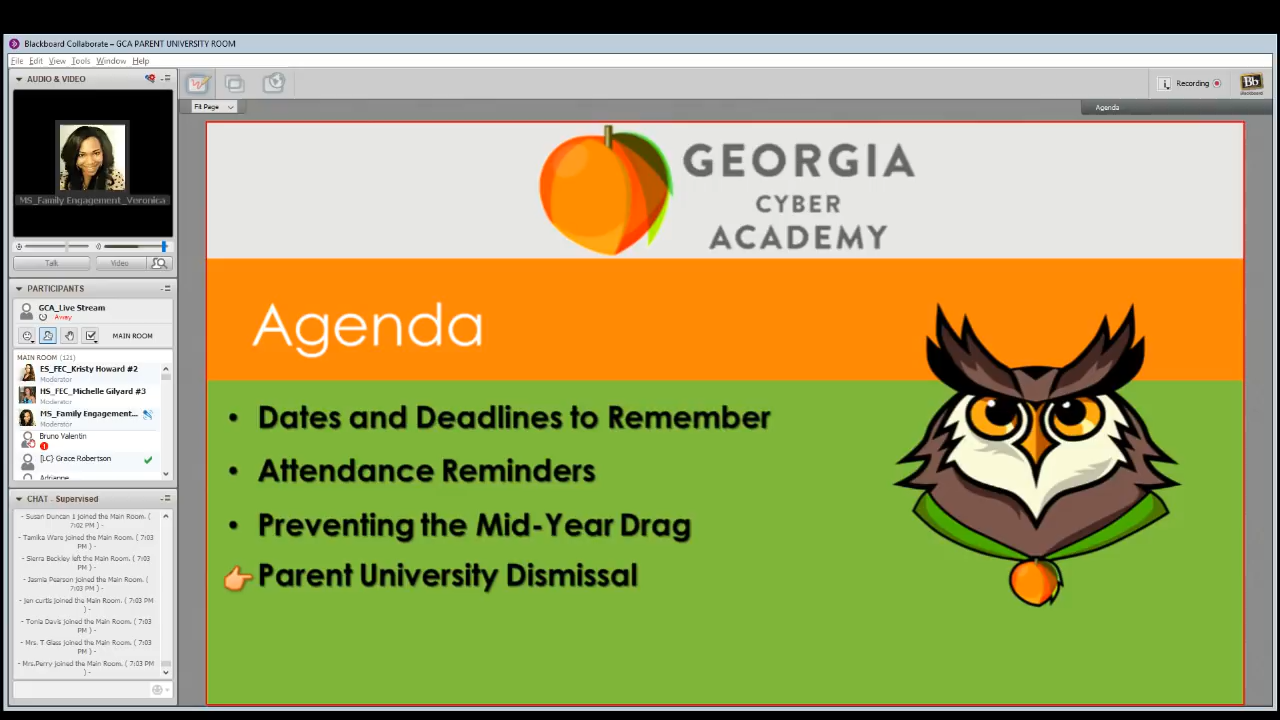 Blackboard Collaborate – GCA PARENT UNIVERSITY ROOM
File Edit View Tools Window Help
AUDIO & VIDEO
MS_Family Engagement_Veronica
Talk Video
PARTICIPANTS
GCA_Live Stream
Away
MAIN ROOM
MAIN ROOM (121)
ES_FEC_Kristy Howard #2
Moderator
HS_FEC_Michelle Gilyard #3
Moderator
MS_Family Engagement...
Moderator
Bruno Valentin
[LC} Grace Robertson
Adrianne
CHAT - Supervised
- Susan Duncan 1 joined the Main Room. (
7:02 PM ) -
- Tamika Ware joined the Main Room. ( 7:03
PM ) -
- Sierra Beckley left the Main Room. ( 7:03
PM ) -
- Jasmia Pearson joined the Main Room. (
7:03 PM ) -
- Jen curtis joined the Main Room. ( 7:03 PM
) -
- Tonia Davis joined the Main Room. ( 7:03
PM ) -
- Mrs. T Glass joined the Main Room. ( 7:03
PM ) -
- Mrs.Perry joined the Main Room. ( 7:03 PM
) -
Fit Page
Recording
Bb
Blackboard
Agenda
GEORGIA
CYBER
ACADEMY
Agenda
• Dates and Deadlines to Remember
• Attendance Reminders
• Preventing the Mid-Year Drag
👉 Parent University Dismissal